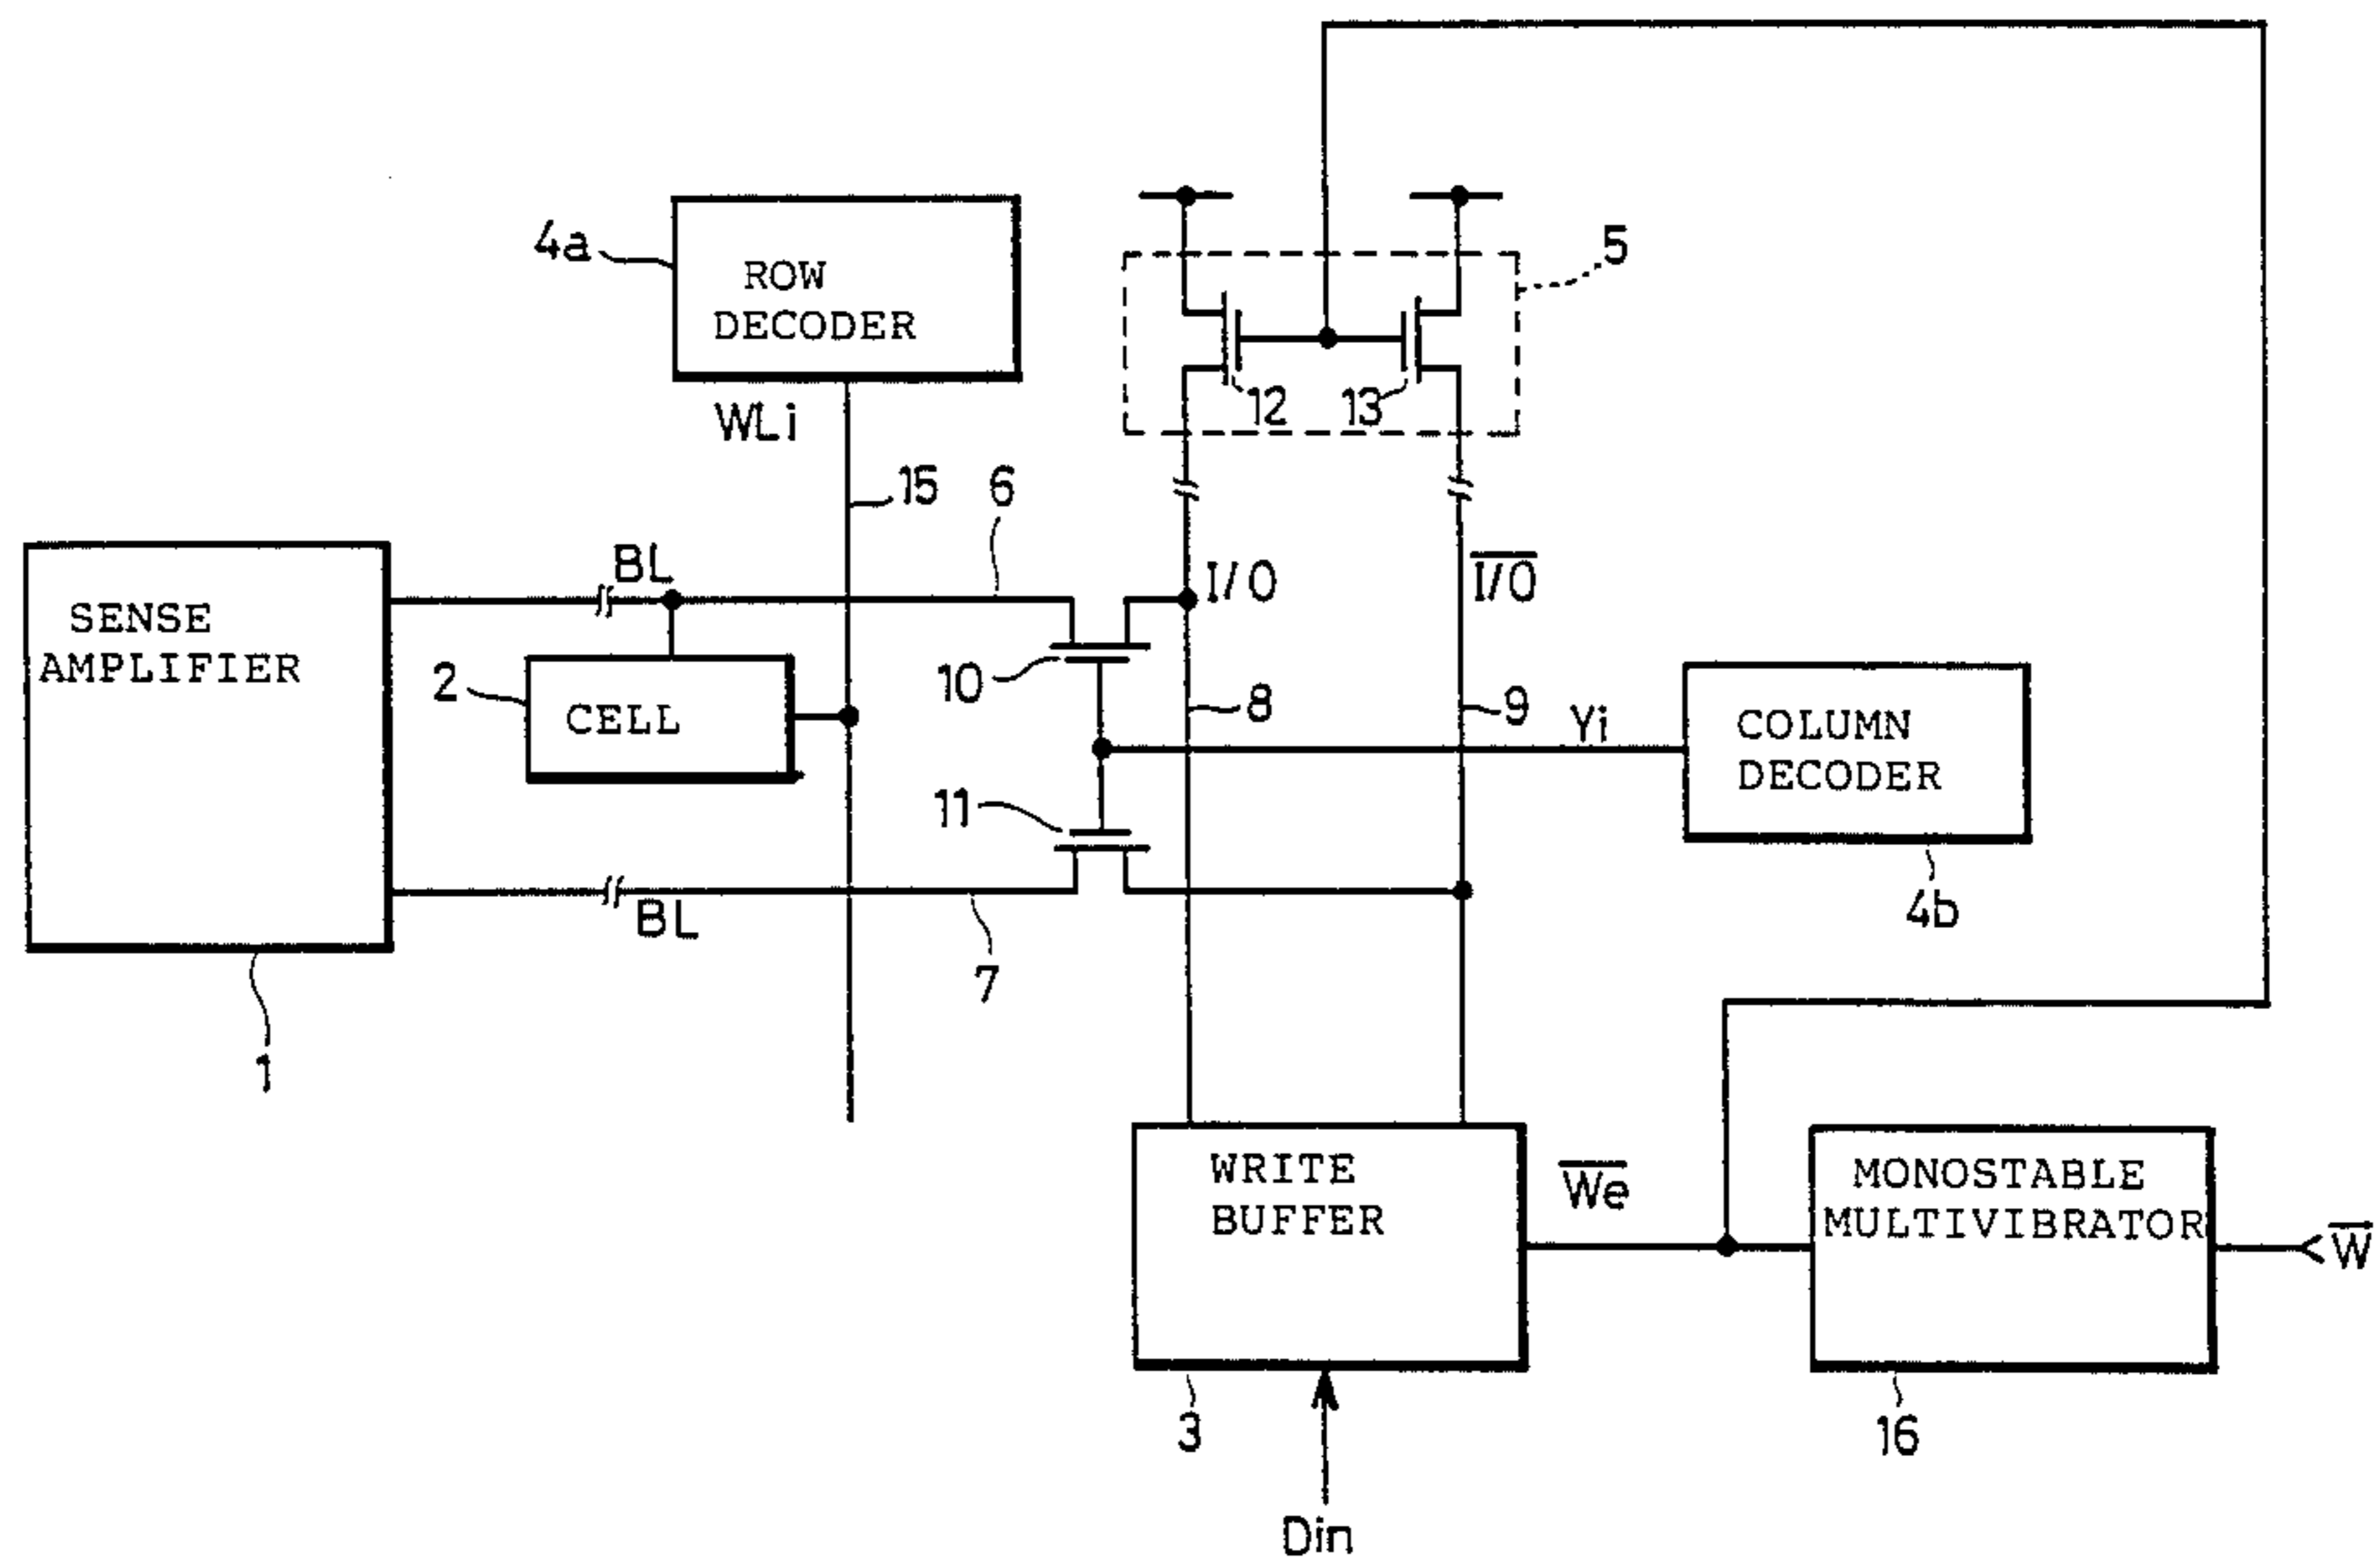 4a
ROW
DECODER
5
12
13
WLi
15
6
BL
I/O
I/O̅
SENSE
AMPLIFIER
2
CELL
10
8
9
Yi
COLUMN
DECODER
11
BL
4b
7
1
WRITE
BUFFER
W̅e̅
MONOSTABLE
MULTIVIBRATOR
W̅
3
16
Din